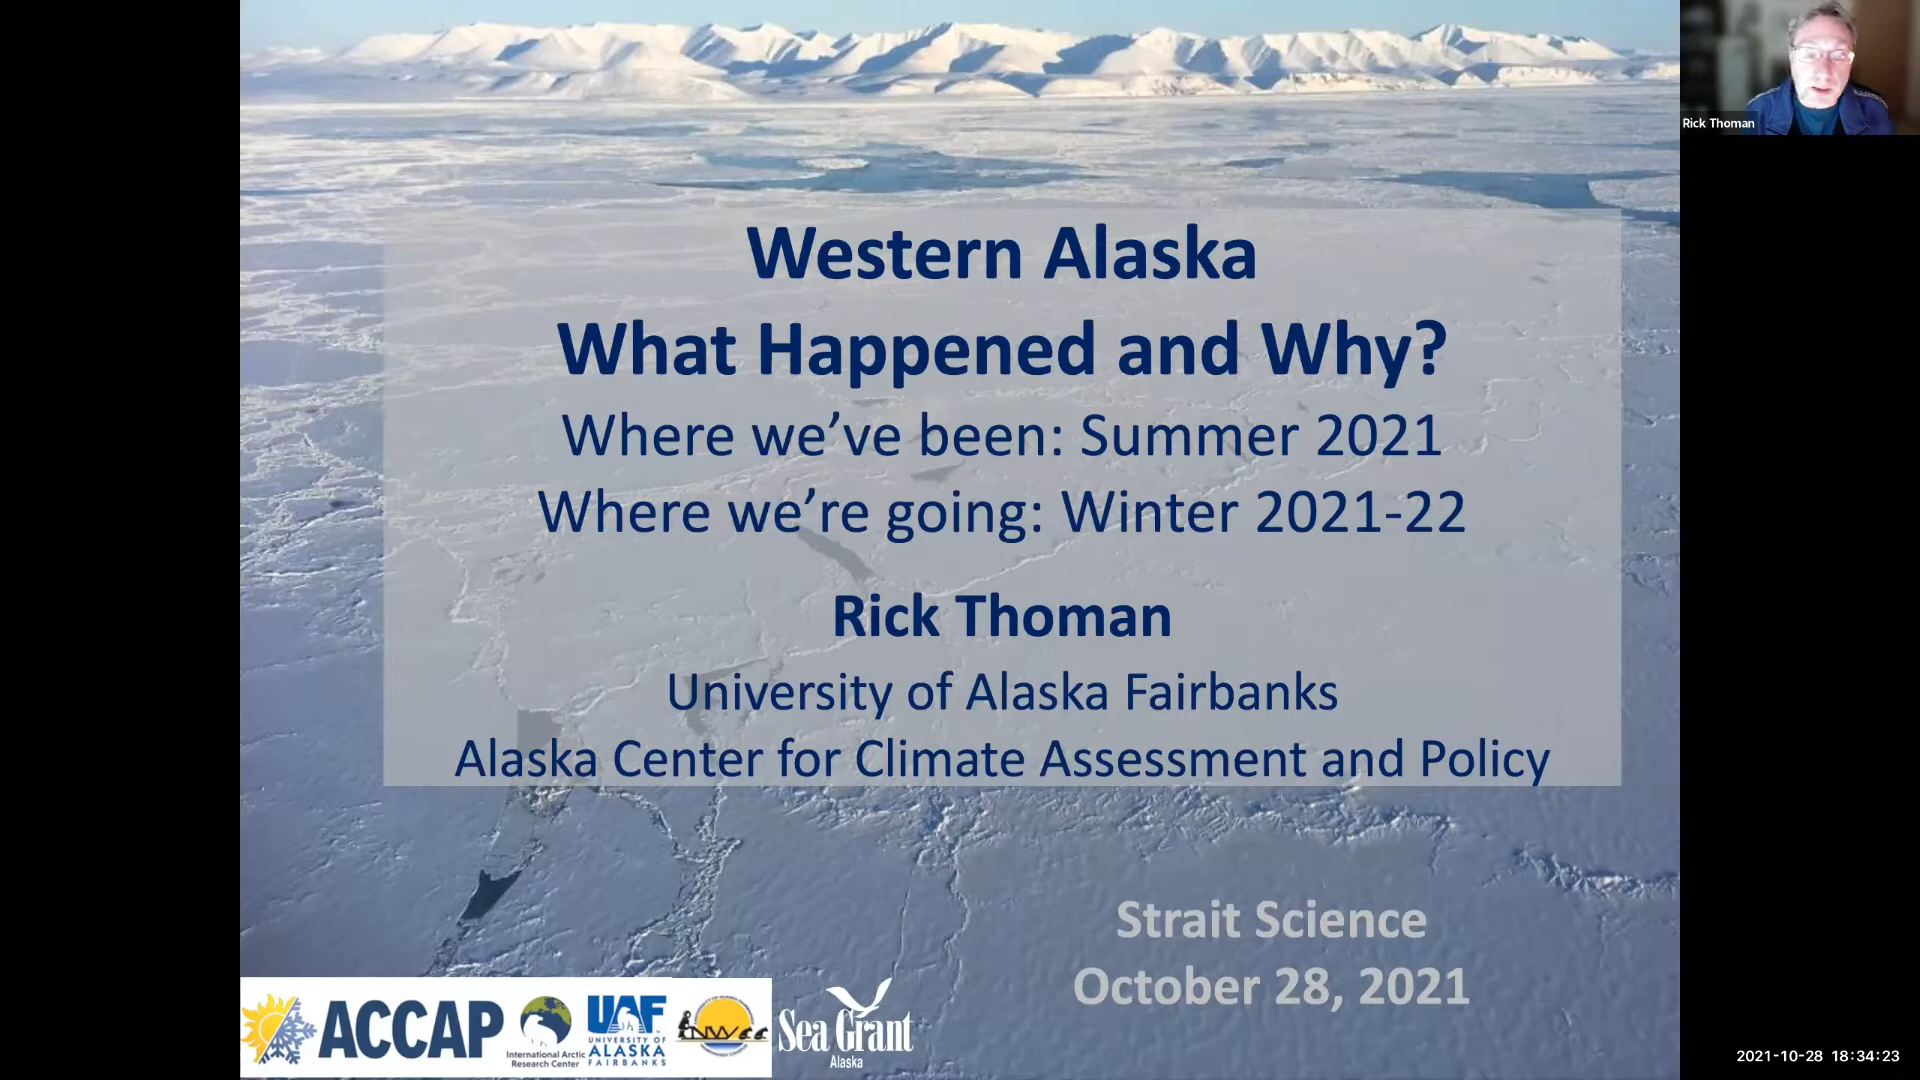 Rick Thoman
Western Alaska
What Happened and Why?
Where we’ve been: Summer 2021
Where we’re going: Winter 2021-22
Rick Thoman
University of Alaska Fairbanks
Alaska Center for Climate Assessment and Policy
Strait Science
October 28, 2021
ACCAP
International Arctic
Research Center
UAF
UNIVERSITY OF
ALASKA
FAIRBANKS
NWC
Sea Grant
Alaska
2021-10-28 18:34:23